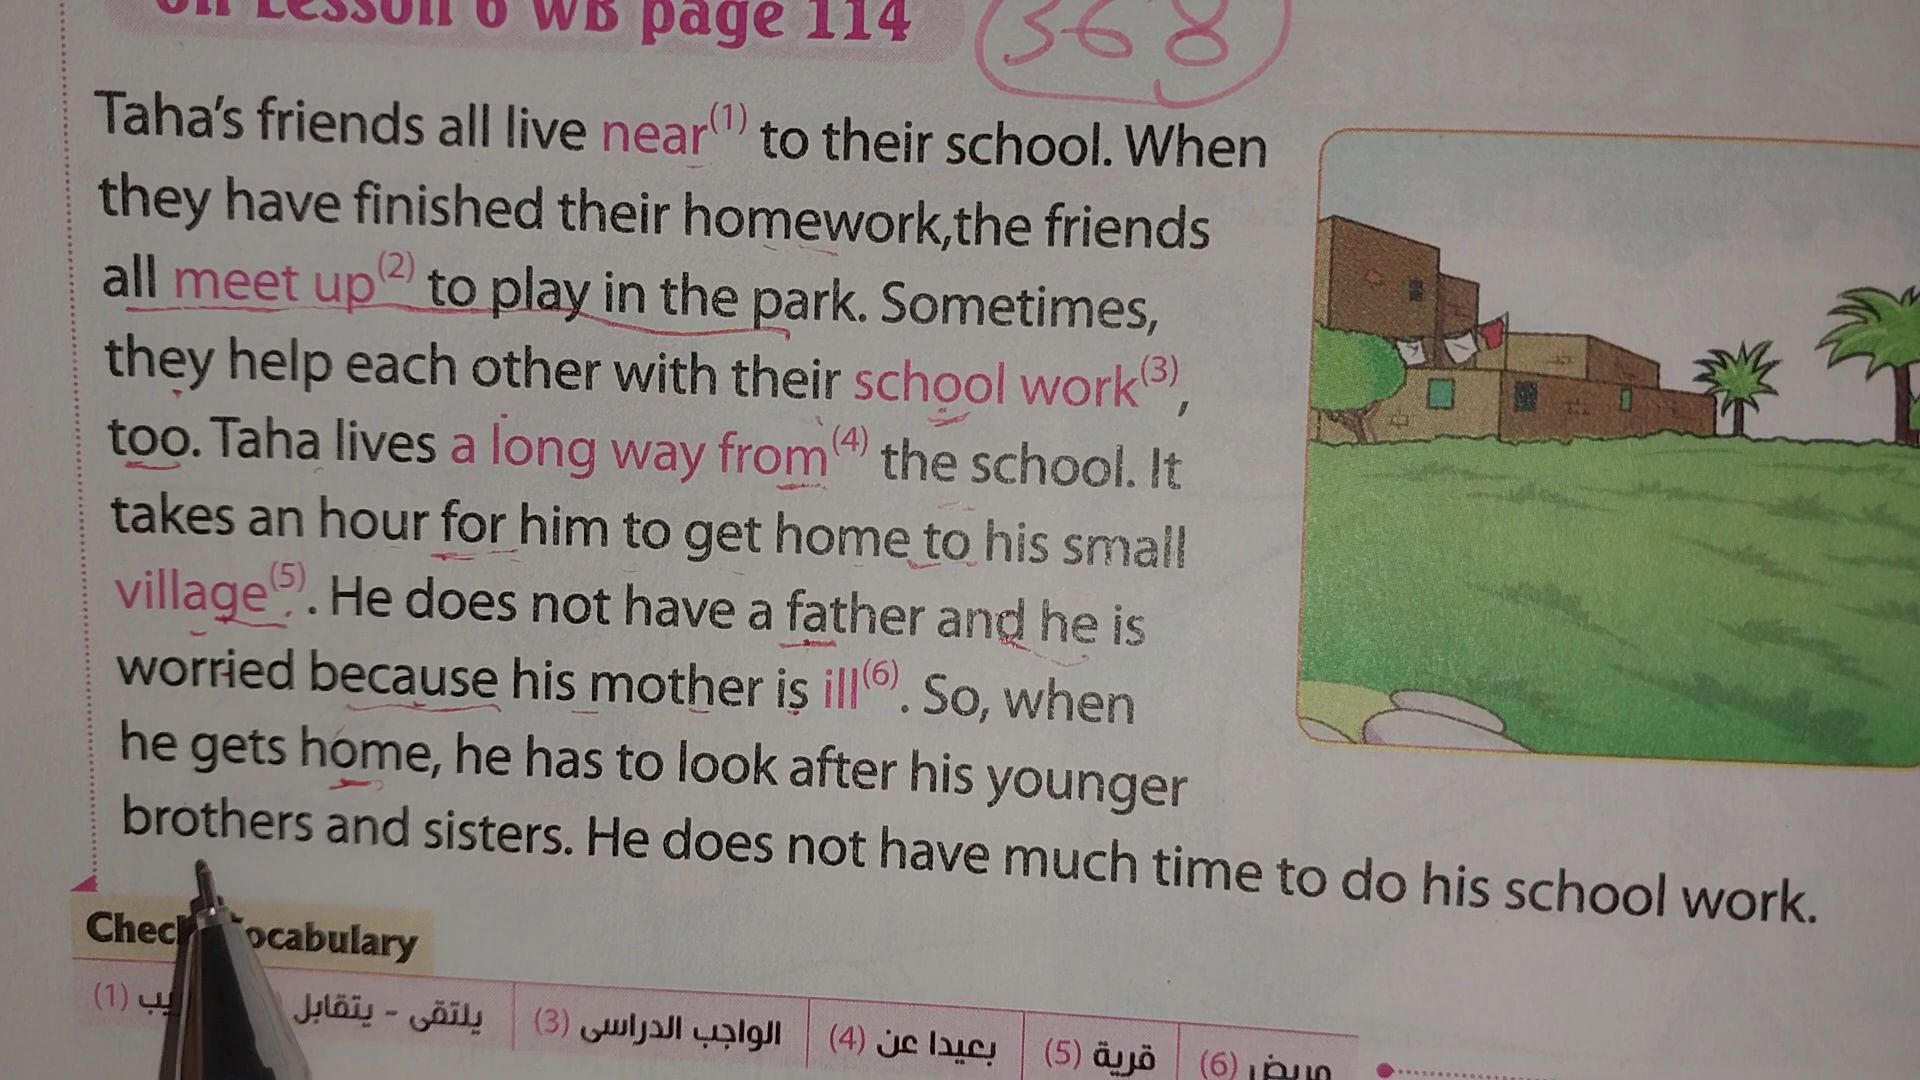 on Lesson 6 WB page 114
368
Taha's friends all live near(1) to their school. When
they have finished their homework,the friends
all meet up(2) to play in the park. Sometimes,
they help each other with their school work(3),
too. Taha lives a long way from(4) the school. It
takes an hour for him to get home to his small
village(5). He does not have a father and he is
worried because his mother is ill(6). So, when
he gets home, he has to look after his younger
brothers and sisters. He does not have much time to do his school work.
Check Vocabulary
(1) يلتقى - يتقابل (3) الواجب الدراسى (4) بعيدا عن (5) قرية (6) مريض